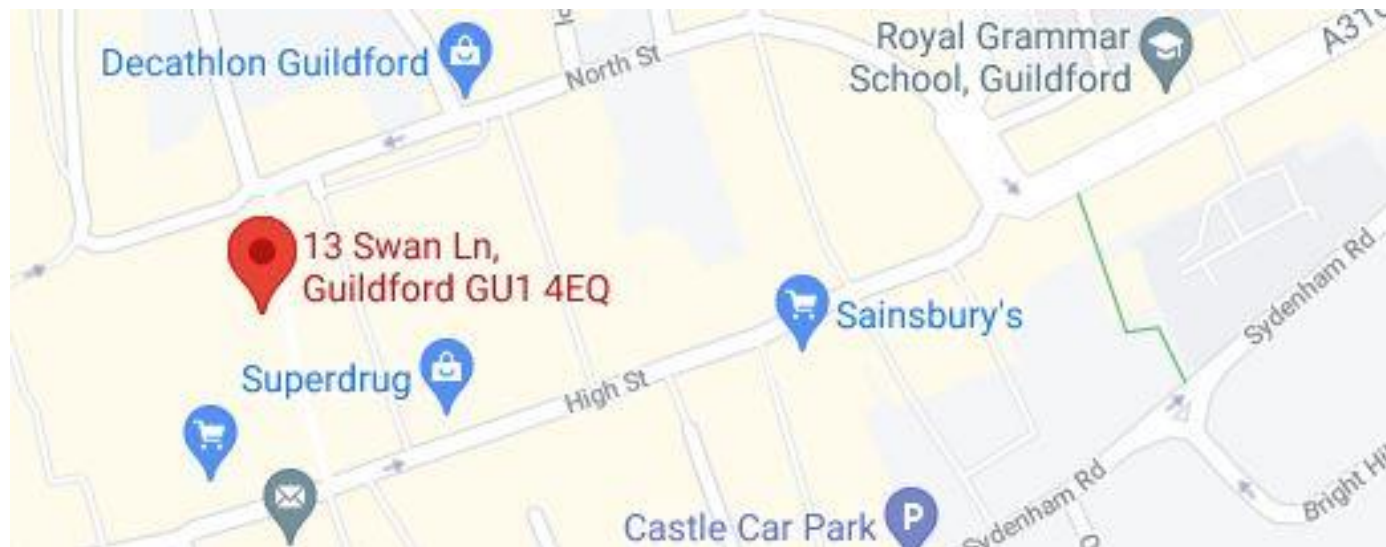 Decathlon Guildford
North St
Royal Grammar
School, Guildford
13 Swan Ln,
Guildford GU1 4EQ
Sainsbury's
Sydenham Rd
Superdrug
High St
Castle Car Park
P
Sydenham Rd